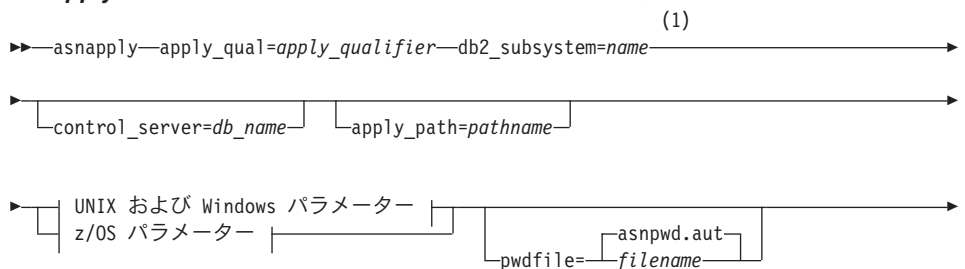 (1)
asnapply apply_qual=apply_qualifier db2_subsystem=name
control_server=db_name apply_path=pathname
UNIX および Windows パラメーター
z/OS パラメーター
asnpwd.aut
pwdfile= filename